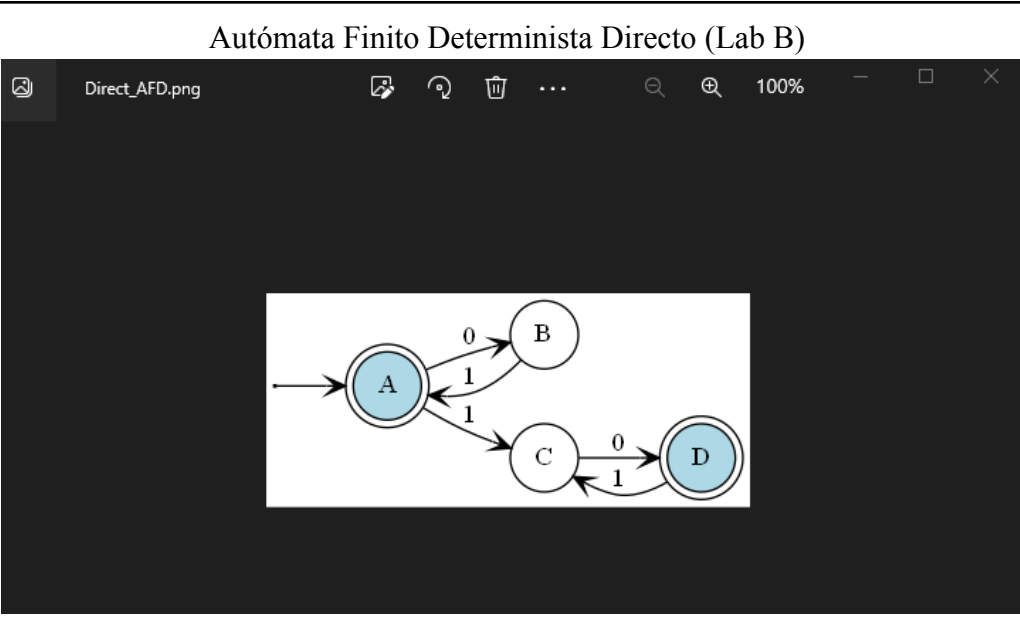 Autómata Finito Determinista Directo (Lab B)
Direct_AFD.png
100%
0
B
A
1
1
C
0
D
1